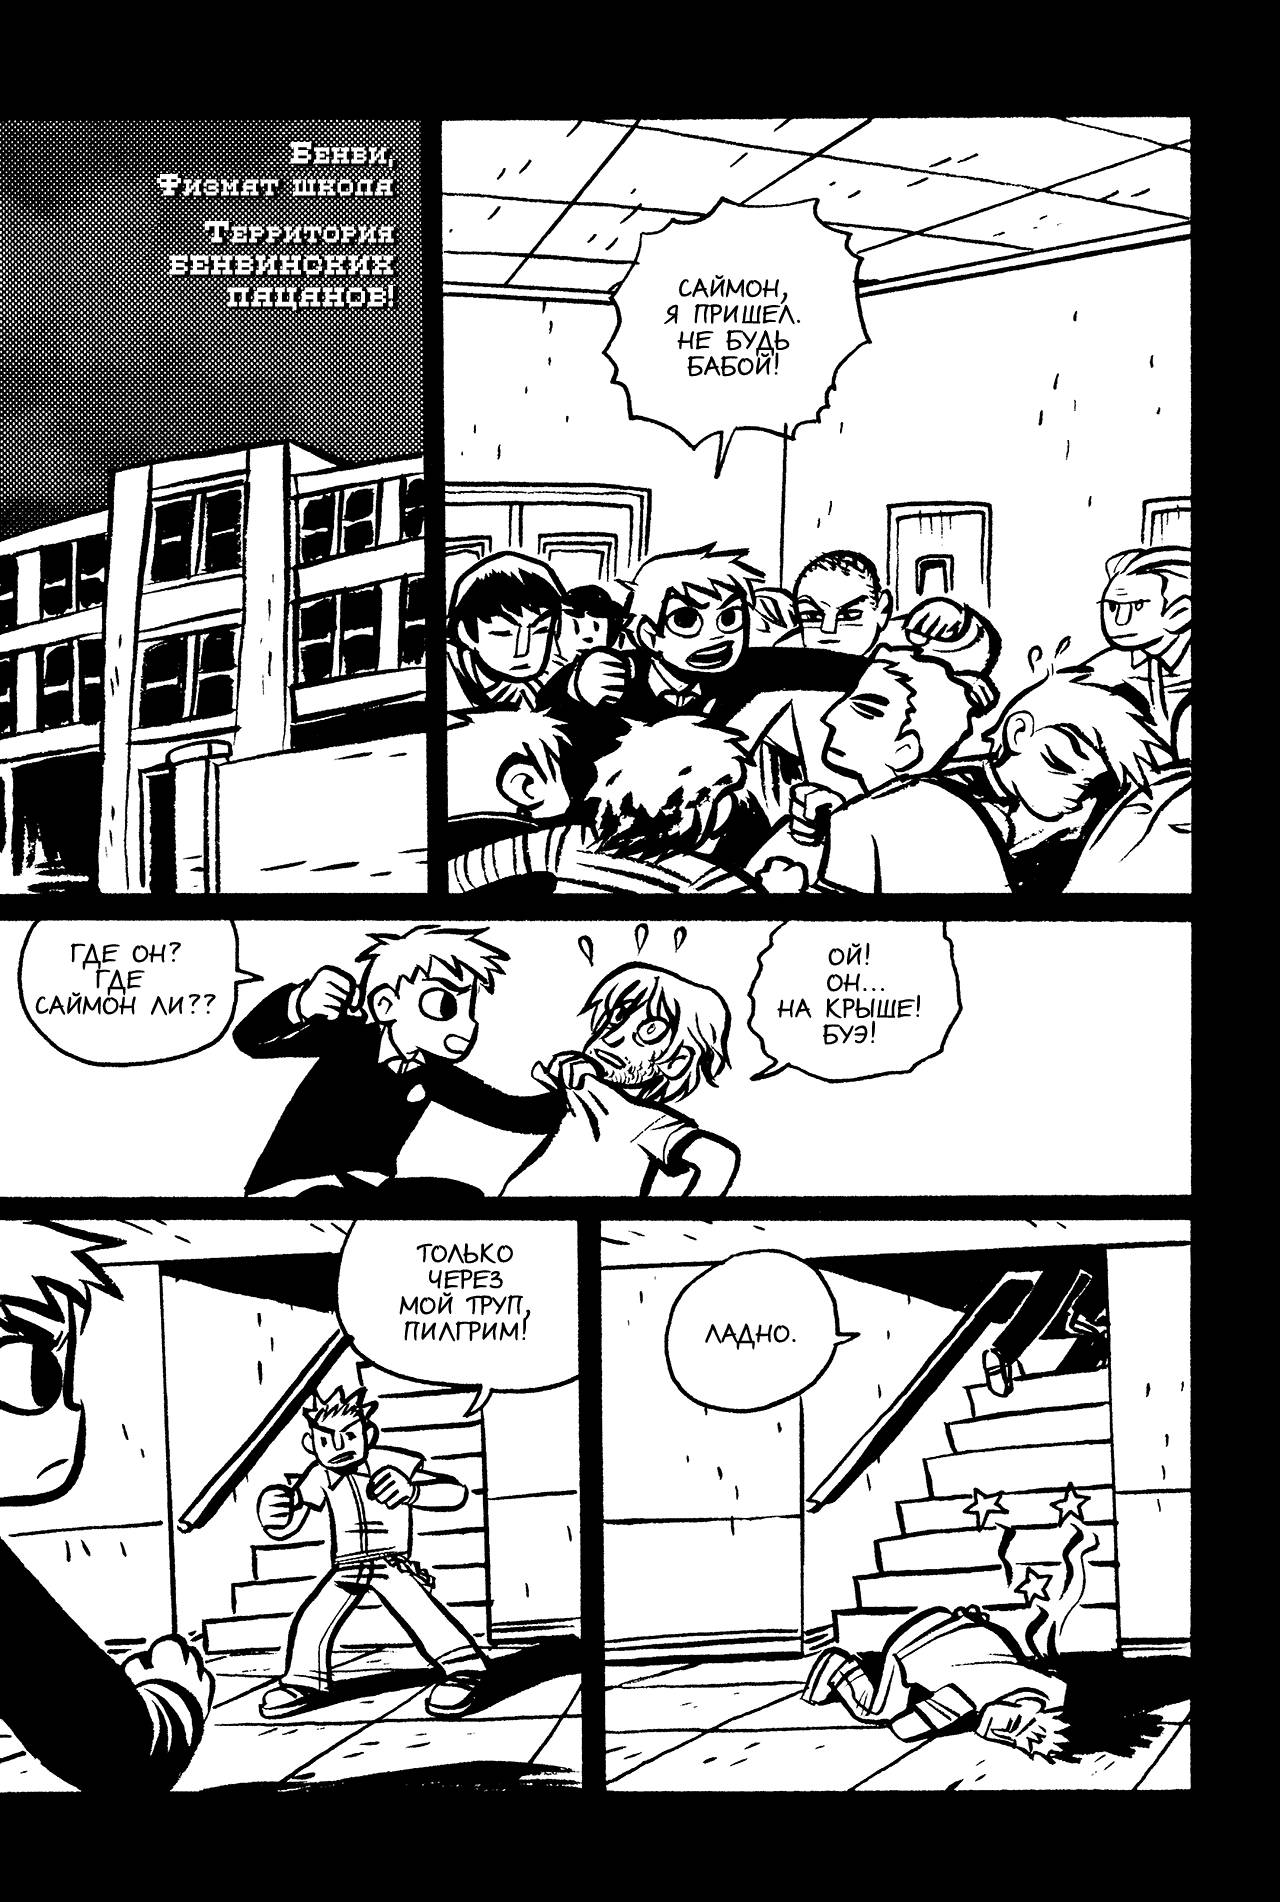 Бенви,
Физмат школа
Территория
бенвинских
пацанов!
САЙМОН,
Я ПРИШЕЛ.
НЕ БУДЬ
БАБОЙ!
ГДЕ ОН?
ГДЕ
САЙМОН ЛИ??
ОЙ!
ОН...
НА КРЫШЕ!
БУЭ!
ТОЛЬКО
ЧЕРЕЗ
МОЙ ТРУП,
ПИЛГРИМ!
ЛАДНО.